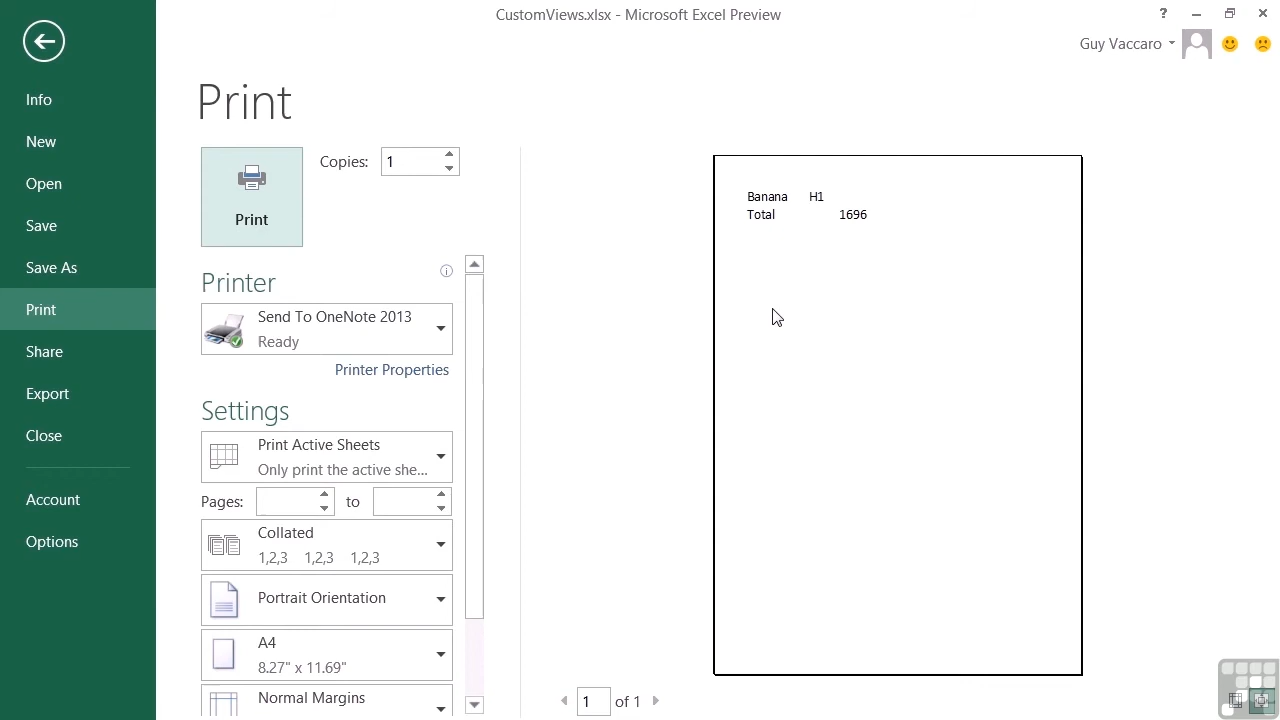 CustomViews.xlsx - Microsoft Excel Preview
?
Guy Vaccaro
Info
New
Open
Save
Save As
Print
Share
Export
Close
Account
Options
Print
Print
Copies: 1
Printer
Send To OneNote 2013
Ready
Printer Properties
Settings
Print Active Sheets
Only print the active she...
Pages: to
Collated
1,2,3 1,2,3 1,2,3
Portrait Orientation
A4
8.27" x 11.69"
Normal Margins
Banana H1
Total 1696
1 of 1